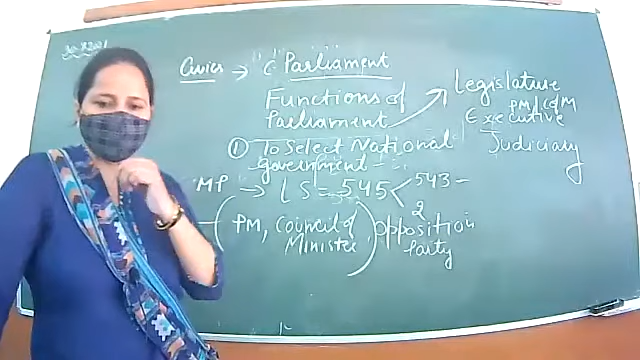 Civics → " Parliament
Functions of
Parliament
① To Select National
government :-
MP → LS = 545 < 543 -
2
(PM, Council of
Minister) opposition
Party
Legislature
PM/COM
Executive
Judiciary